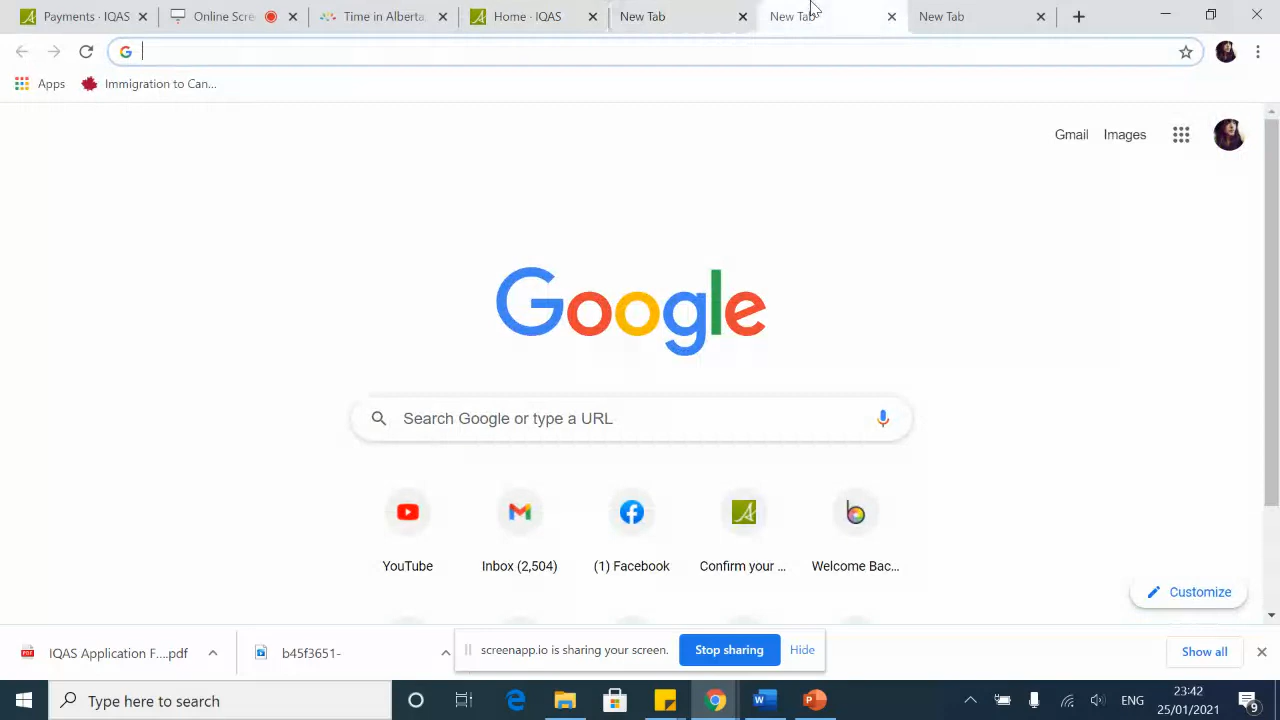 Payments - IQAS
Online Scre
Time in Alberta
Home - IQAS
New Tab
New Tab
New Tab
Apps
Immigration to Can...
Gmail
Images
Google
Search Google or type a URL
YouTube
Inbox (2,504)
(1) Facebook
Confirm your ...
Welcome Bac...
Customize
IQAS Application F....pdf
b45f3651-
screenapp.io is sharing your screen.
Stop sharing
Hide
Show all
Type here to search
ENG
23:42
25/01/2021
9